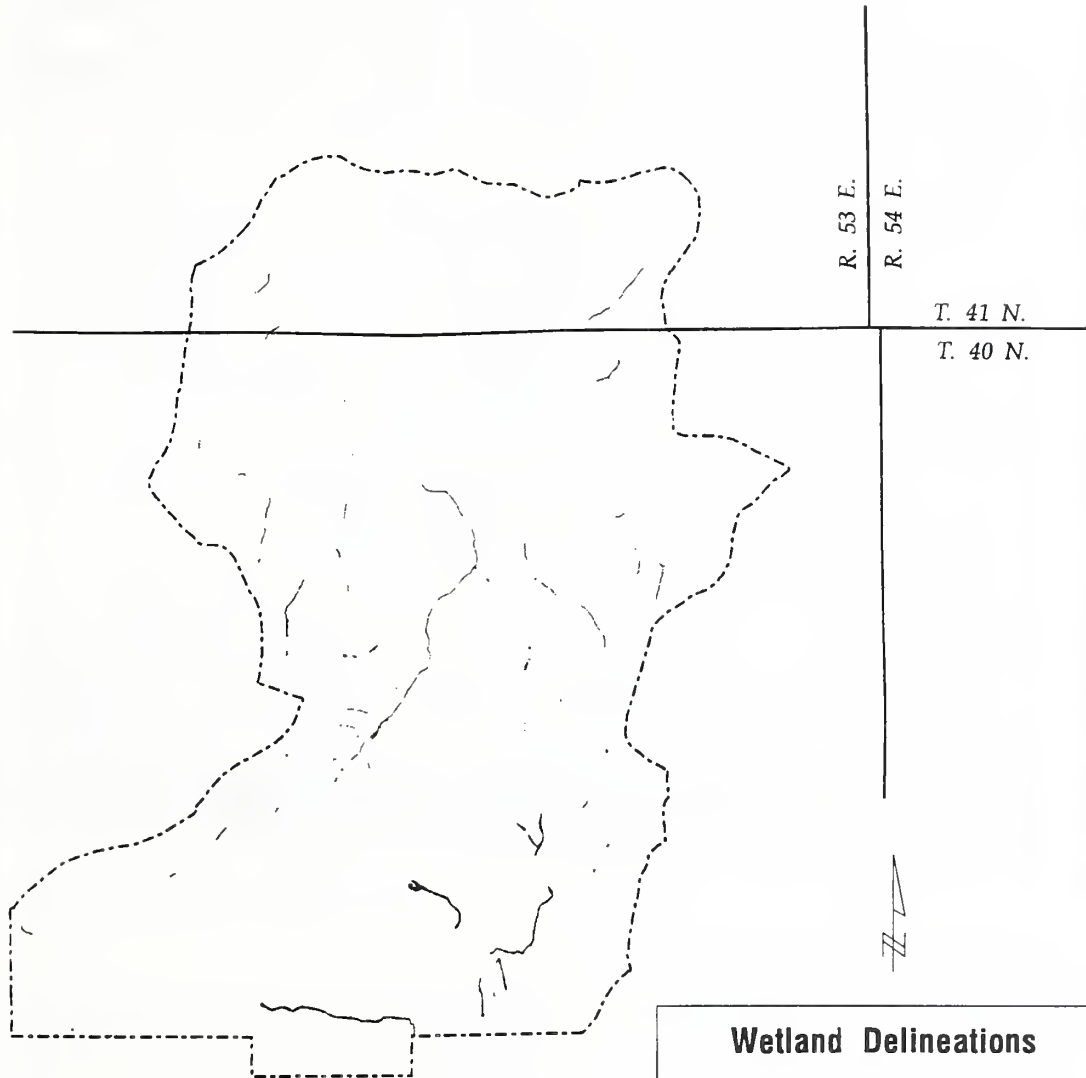 R. 53 E.
R. 54 E.
T. 41 N.
T. 40 N.
N
Wetland Delineations